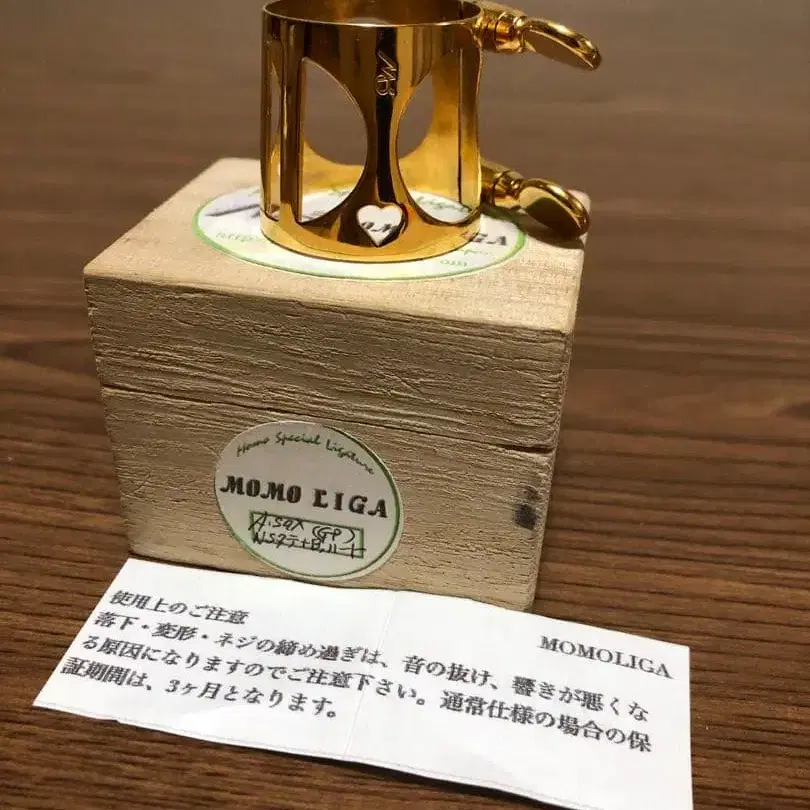 MOMO LIGA
Momo Special Ligature
MOMO LIGA
A.sax (GP)
使用上のご注意
MOMOLIGA
落下・変形・ネジの締め過ぎは、音の抜け、響きが悪くな
る原因になりますのでご注意下さい。通常仕様の場合の保
証期間は、3ヶ月となります。